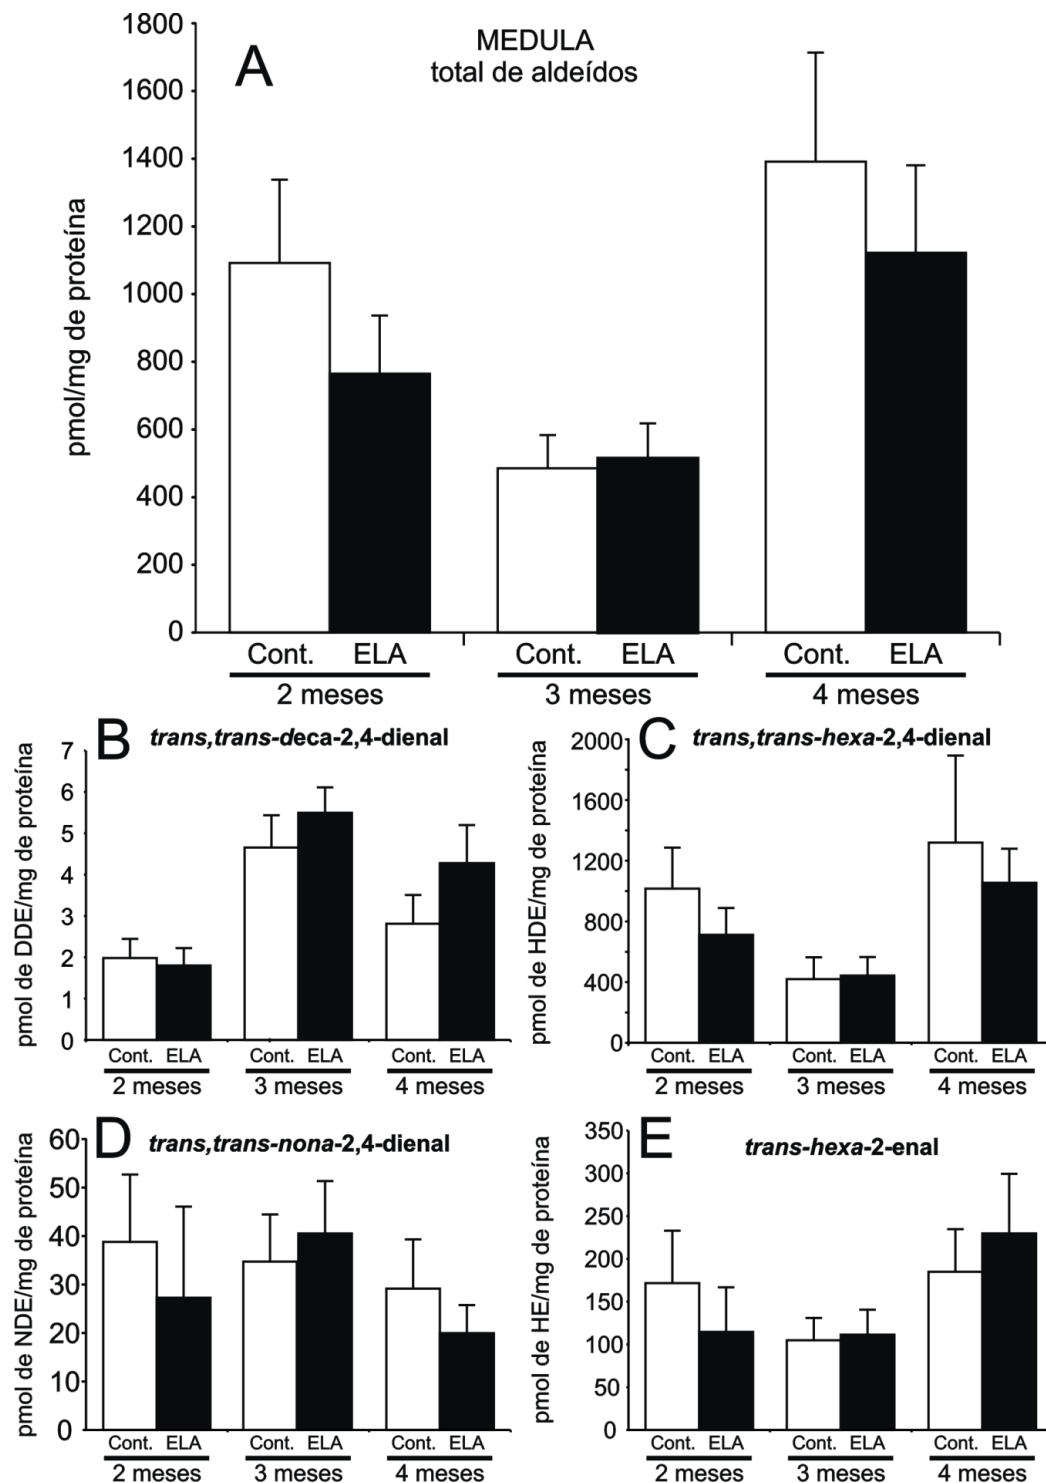 A
MEDULA
total de aldeídos
pmol/mg de proteína
1800
1600
1400
1200
1000
800
600
400
200
0
Cont. ELA Cont. ELA Cont. ELA
2 meses 3 meses 4 meses
B trans,trans-deca-2,4-dienal
pmol de DDE/mg de proteína
7
6
5
4
3
2
1
0
Cont. ELA Cont. ELA Cont. ELA
2 meses 3 meses 4 meses
C trans,trans-hexa-2,4-dienal
pmol de HDE/mg de proteína
2000
1600
1200
800
400
0
Cont. ELA Cont. ELA Cont. ELA
2 meses 3 meses 4 meses
D trans,trans-nona-2,4-dienal
pmol de NDE/mg de proteína
60
50
40
30
20
10
0
Cont. ELA Cont. ELA Cont. ELA
2 meses 3 meses 4 meses
E trans-hexa-2-enal
pmol de HE/mg de proteína
350
300
250
200
150
100
50
0
Cont. ELA Cont. ELA Cont. ELA
2 meses 3 meses 4 meses